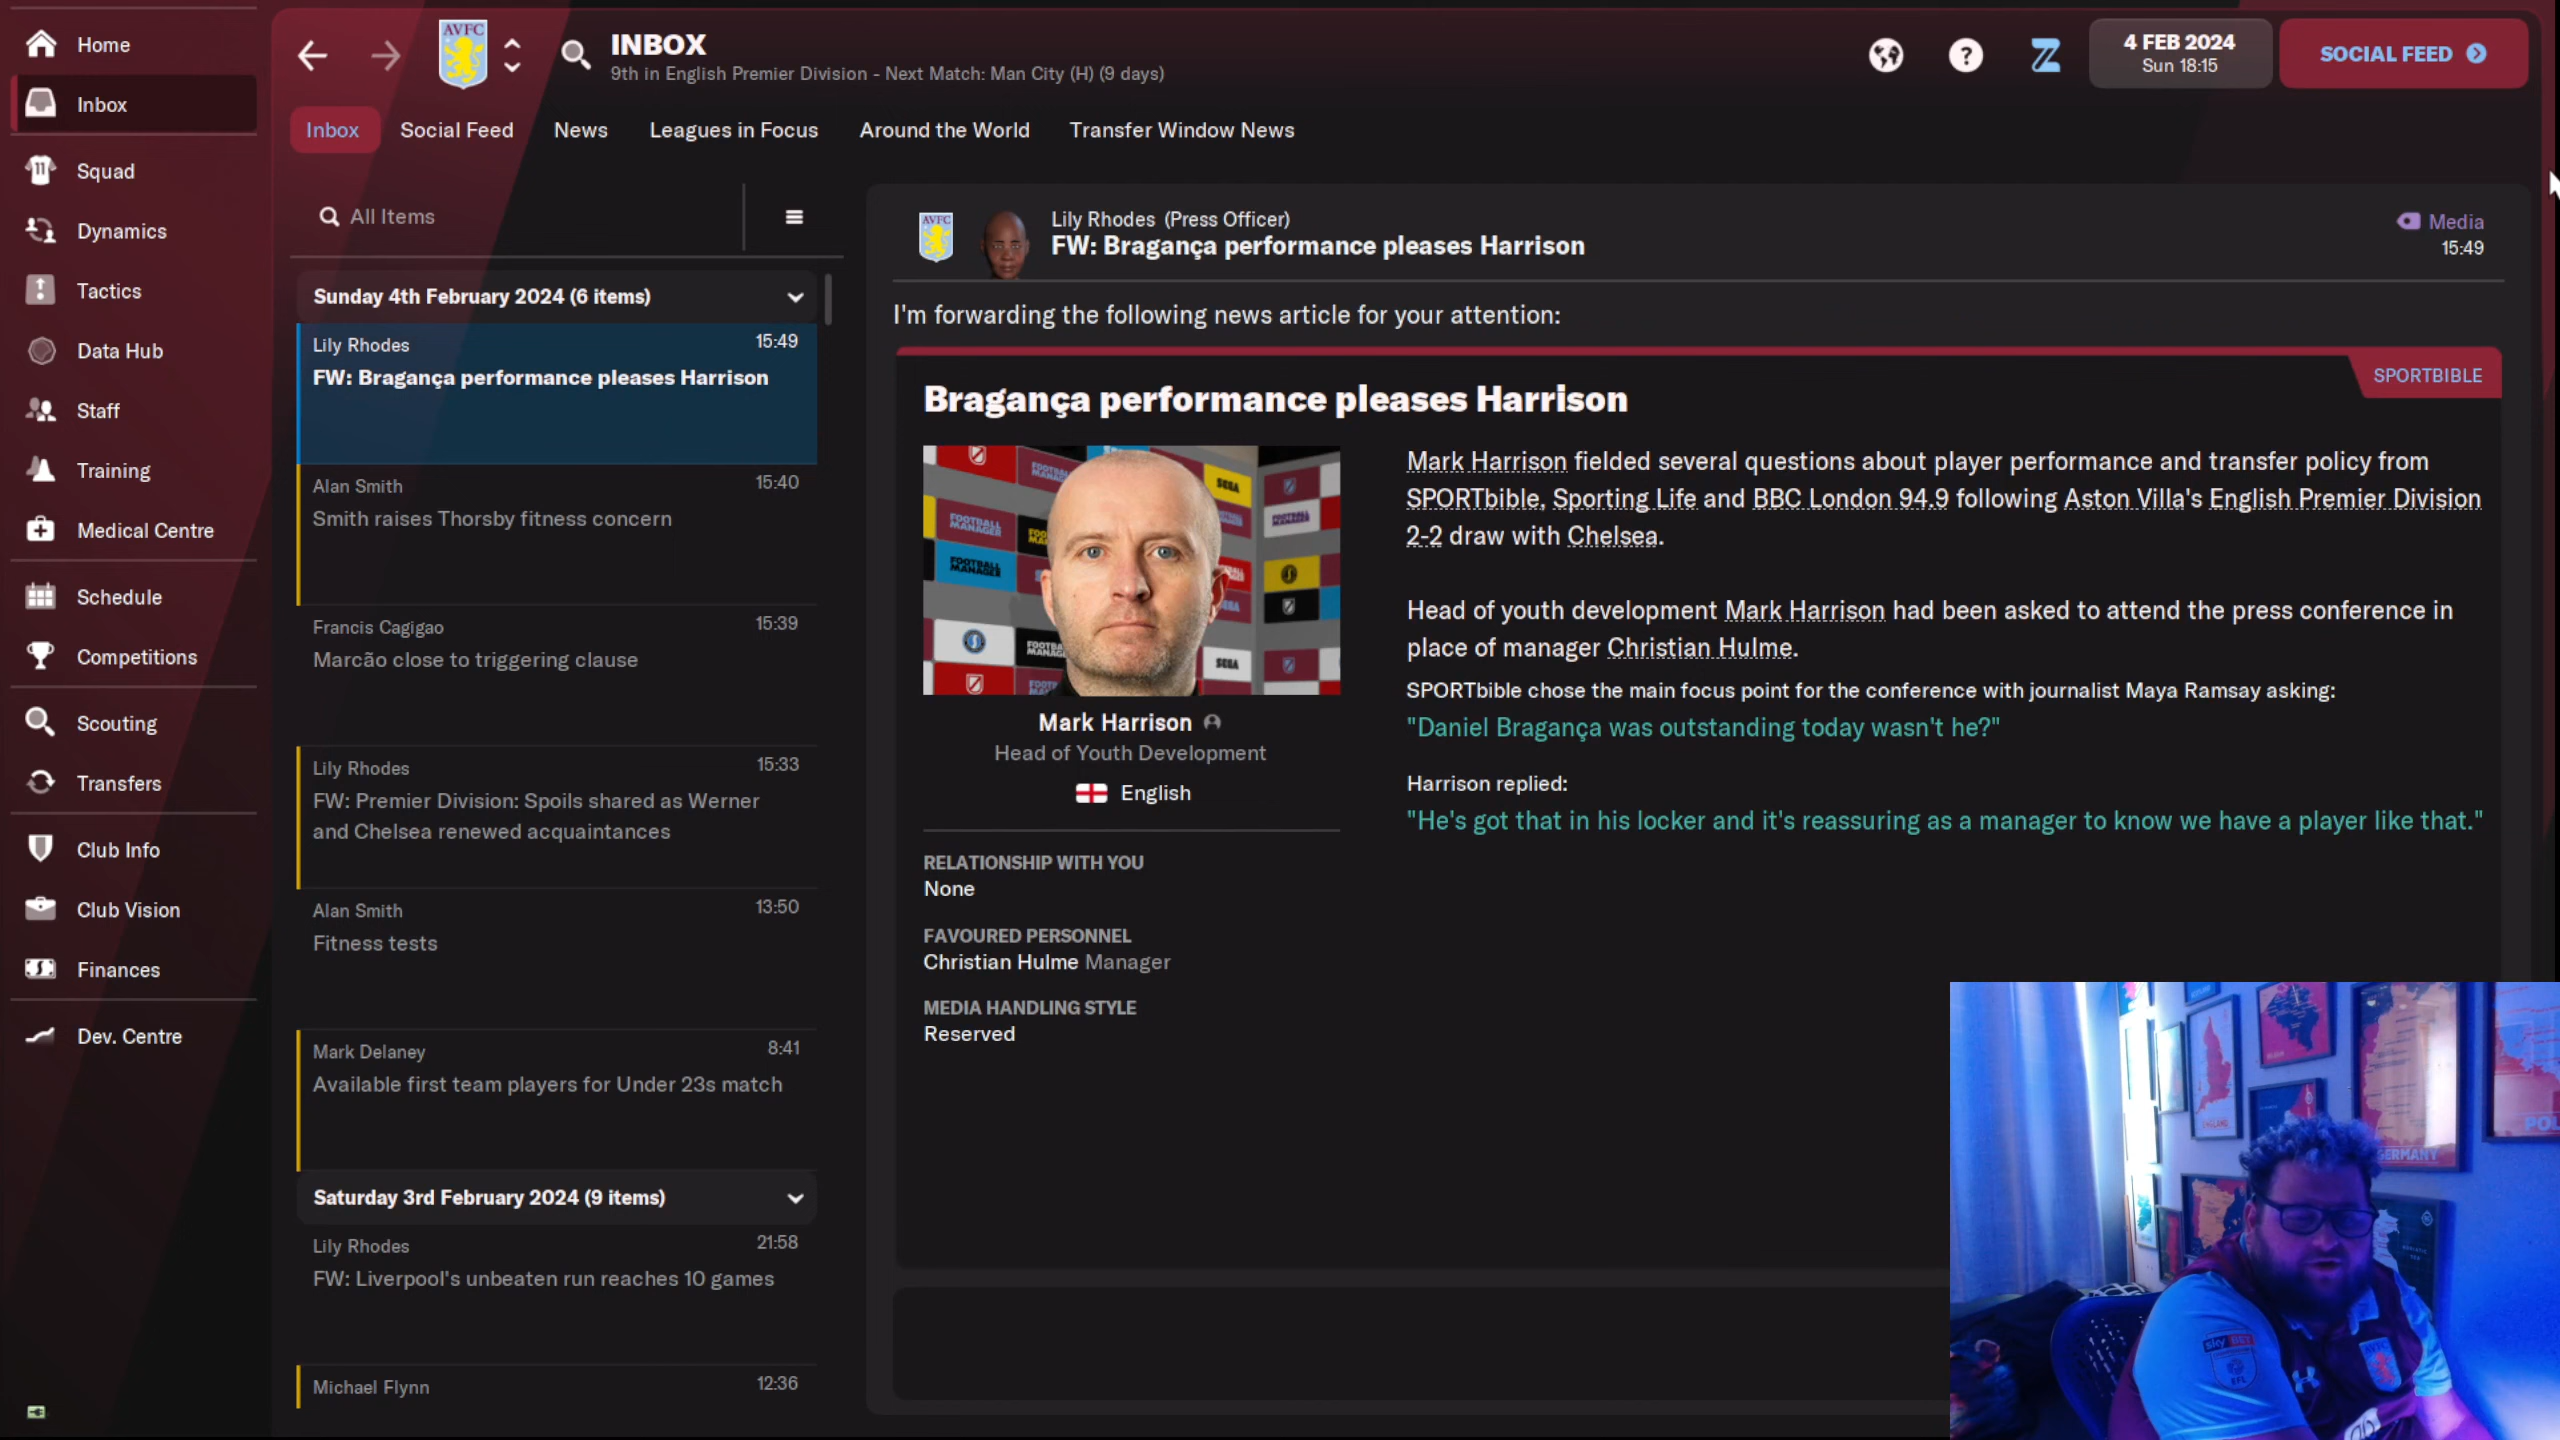 Home
Inbox
Squad
Dynamics
Tactics
Data Hub
Staff
Training
Medical Centre
Schedule
Competitions
Scouting
Transfers
Club Info
Club Vision
Finances
Dev. Centre
AVFC
INBOX
9th in English Premier Division - Next Match: Man City (H) (9 days)
4 FEB 2024
Sun 18:15
SOCIAL FEED
Inbox
Social Feed
News
Leagues in Focus
Around the World
Transfer Window News
All Items
Sunday 4th February 2024 (6 items)
Lily Rhodes 15:49
FW: Bragança performance pleases Harrison
Alan Smith 15:40
Smith raises Thorsby fitness concern
Francis Cagigao 15:39
Marcão close to triggering clause
Lily Rhodes 15:33
FW: Premier Division: Spoils shared as Werner
and Chelsea renewed acquaintances
Alan Smith 13:50
Fitness tests
Mark Delaney 8:41
Available first team players for Under 23s match
Saturday 3rd February 2024 (9 items)
Lily Rhodes 21:58
FW: Liverpool's unbeaten run reaches 10 games
Michael Flynn 12:36
AVFC
Lily Rhodes (Press Officer)
FW: Bragança performance pleases Harrison
Media
15:49
I'm forwarding the following news article for your attention:
SPORTBIBLE
Bragança performance pleases Harrison
FOOTBALL MANAGER
SEGA
Mark Harrison
Head of Youth Development
English
RELATIONSHIP WITH YOU
None
FAVOURED PERSONNEL
Christian Hulme Manager
MEDIA HANDLING STYLE
Reserved
Mark Harrison fielded several questions about player performance and transfer policy from
SPORTbible, Sporting Life and BBC London 94.9 following Aston Villa's English Premier Division
2-2 draw with Chelsea.
Head of youth development Mark Harrison had been asked to attend the press conference in
place of manager Christian Hulme.
SPORTbible chose the main focus point for the conference with journalist Maya Ramsay asking:
"Daniel Bragança was outstanding today wasn't he?"
Harrison replied:
"He's got that in his locker and it's reassuring as a manager to know we have a player like that."
ENGLAND
GERMANY
POL
sky BET
EFL
AVFC